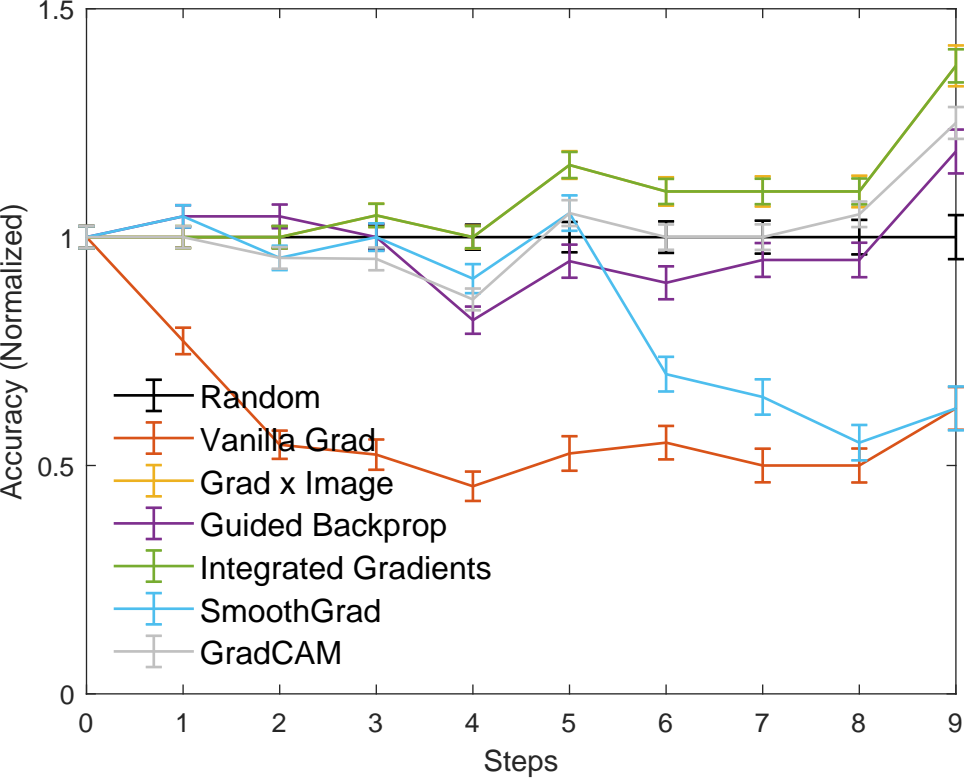 1.5
1
0.5
0
Accuracy (Normalized)
Random
Vanilla Grad
Grad x Image
Guided Backprop
Integrated Gradients
SmoothGrad
GradCAM
0 1 2 3 4 5 6 7 8 9
Steps